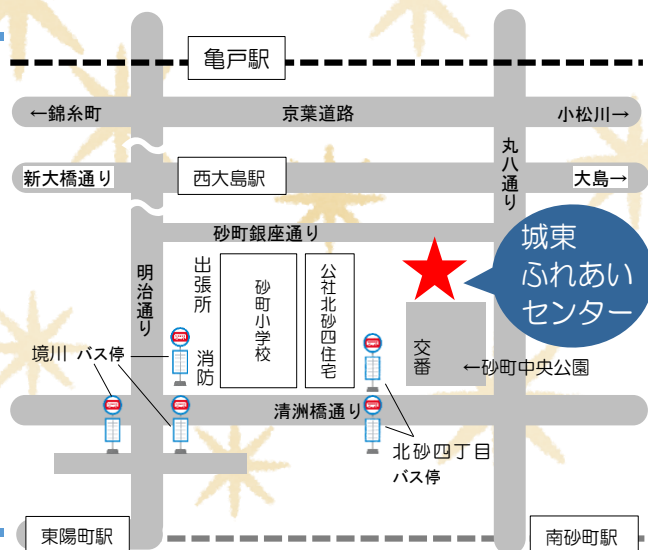 亀戸駅
←錦糸町
京葉道路
小松川→
丸八通り
新大橋通り
西大島駅
大島→
砂町銀座通り
城東
ふれあい
センター
明治通り
出張所
消防
砂町小学校
公社北砂四住宅
交番
←砂町中央公園
境川 バス停
清洲橋通り
北砂四丁目
バス停
東陽町駅
南砂町駅